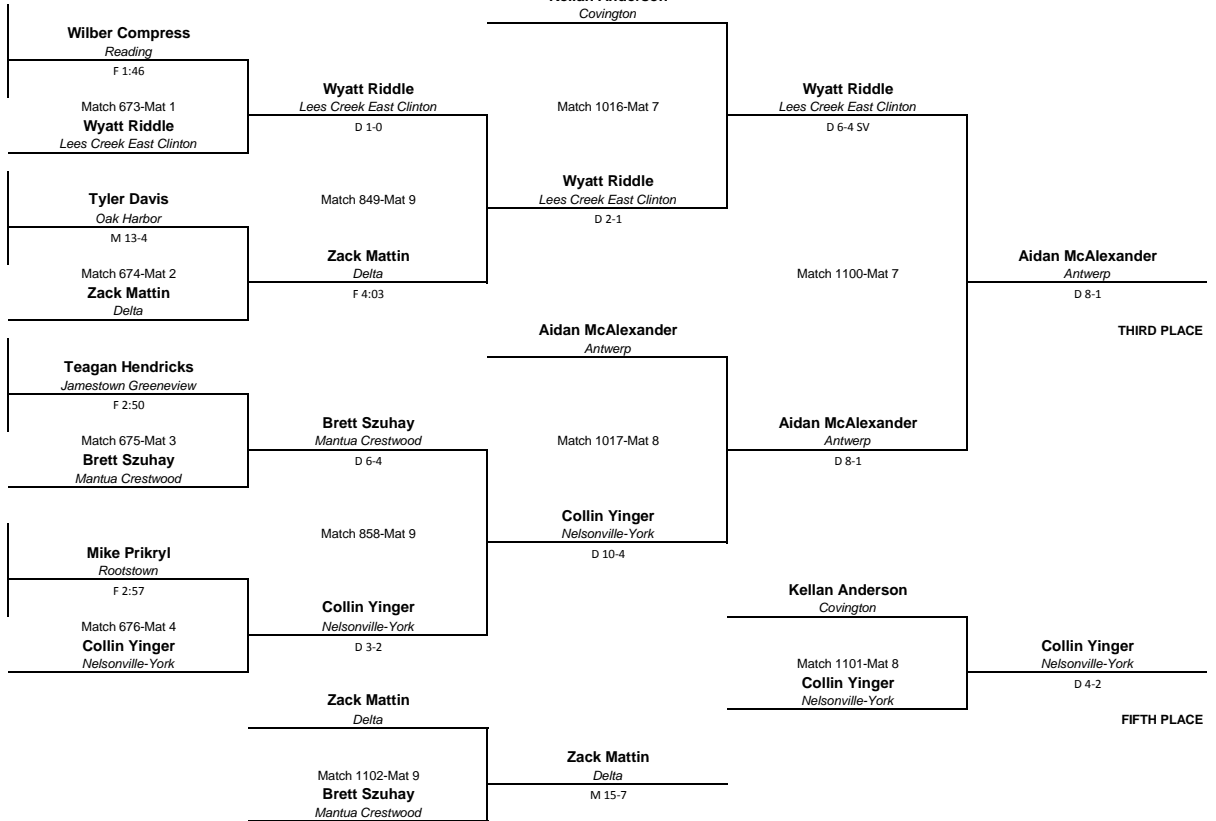 Wilber Compress
Reading
F 1:46
Match 673-Mat 1
Wyatt Riddle
Lees Creek East Clinton
Tyler Davis
Oak Harbor
M 13-4
Match 674-Mat 2
Zack Mattin
Delta
Teagan Hendricks
Jamestown Greeneview
F 2:50
Match 675-Mat 3
Brett Szuhay
Mantua Crestwood
Mike Prikryl
Rootstown
F 2:57
Match 676-Mat 4
Collin Yinger
Nelsonville-York
Wyatt Riddle
Lees Creek East Clinton
D 1-0
Match 849-Mat 9
Zack Mattin
Delta
F 4:03
Brett Szuhay
Mantua Crestwood
D 6-4
Match 858-Mat 9
Collin Yinger
Nelsonville-York
D 3-2
Zack Mattin
Delta
Match 1102-Mat 9
Brett Szuhay
Mantua Crestwood
Kellan Anderson
Covington
Match 1016-Mat 7
Wyatt Riddle
Lees Creek East Clinton
D 2-1
Aidan McAlexander
Antwerp
Match 1017-Mat 8
Collin Yinger
Nelsonville-York
D 10-4
Zack Mattin
Delta
M 15-7
Wyatt Riddle
Lees Creek East Clinton
D 6-4 SV
Match 1100-Mat 7
Aidan McAlexander
Antwerp
D 8-1
Kellan Anderson
Covington
Match 1101-Mat 8
Collin Yinger
Nelsonville-York
Aidan McAlexander
Antwerp
D 8-1
THIRD PLACE
Collin Yinger
Nelsonville-York
D 4-2
FIFTH PLACE